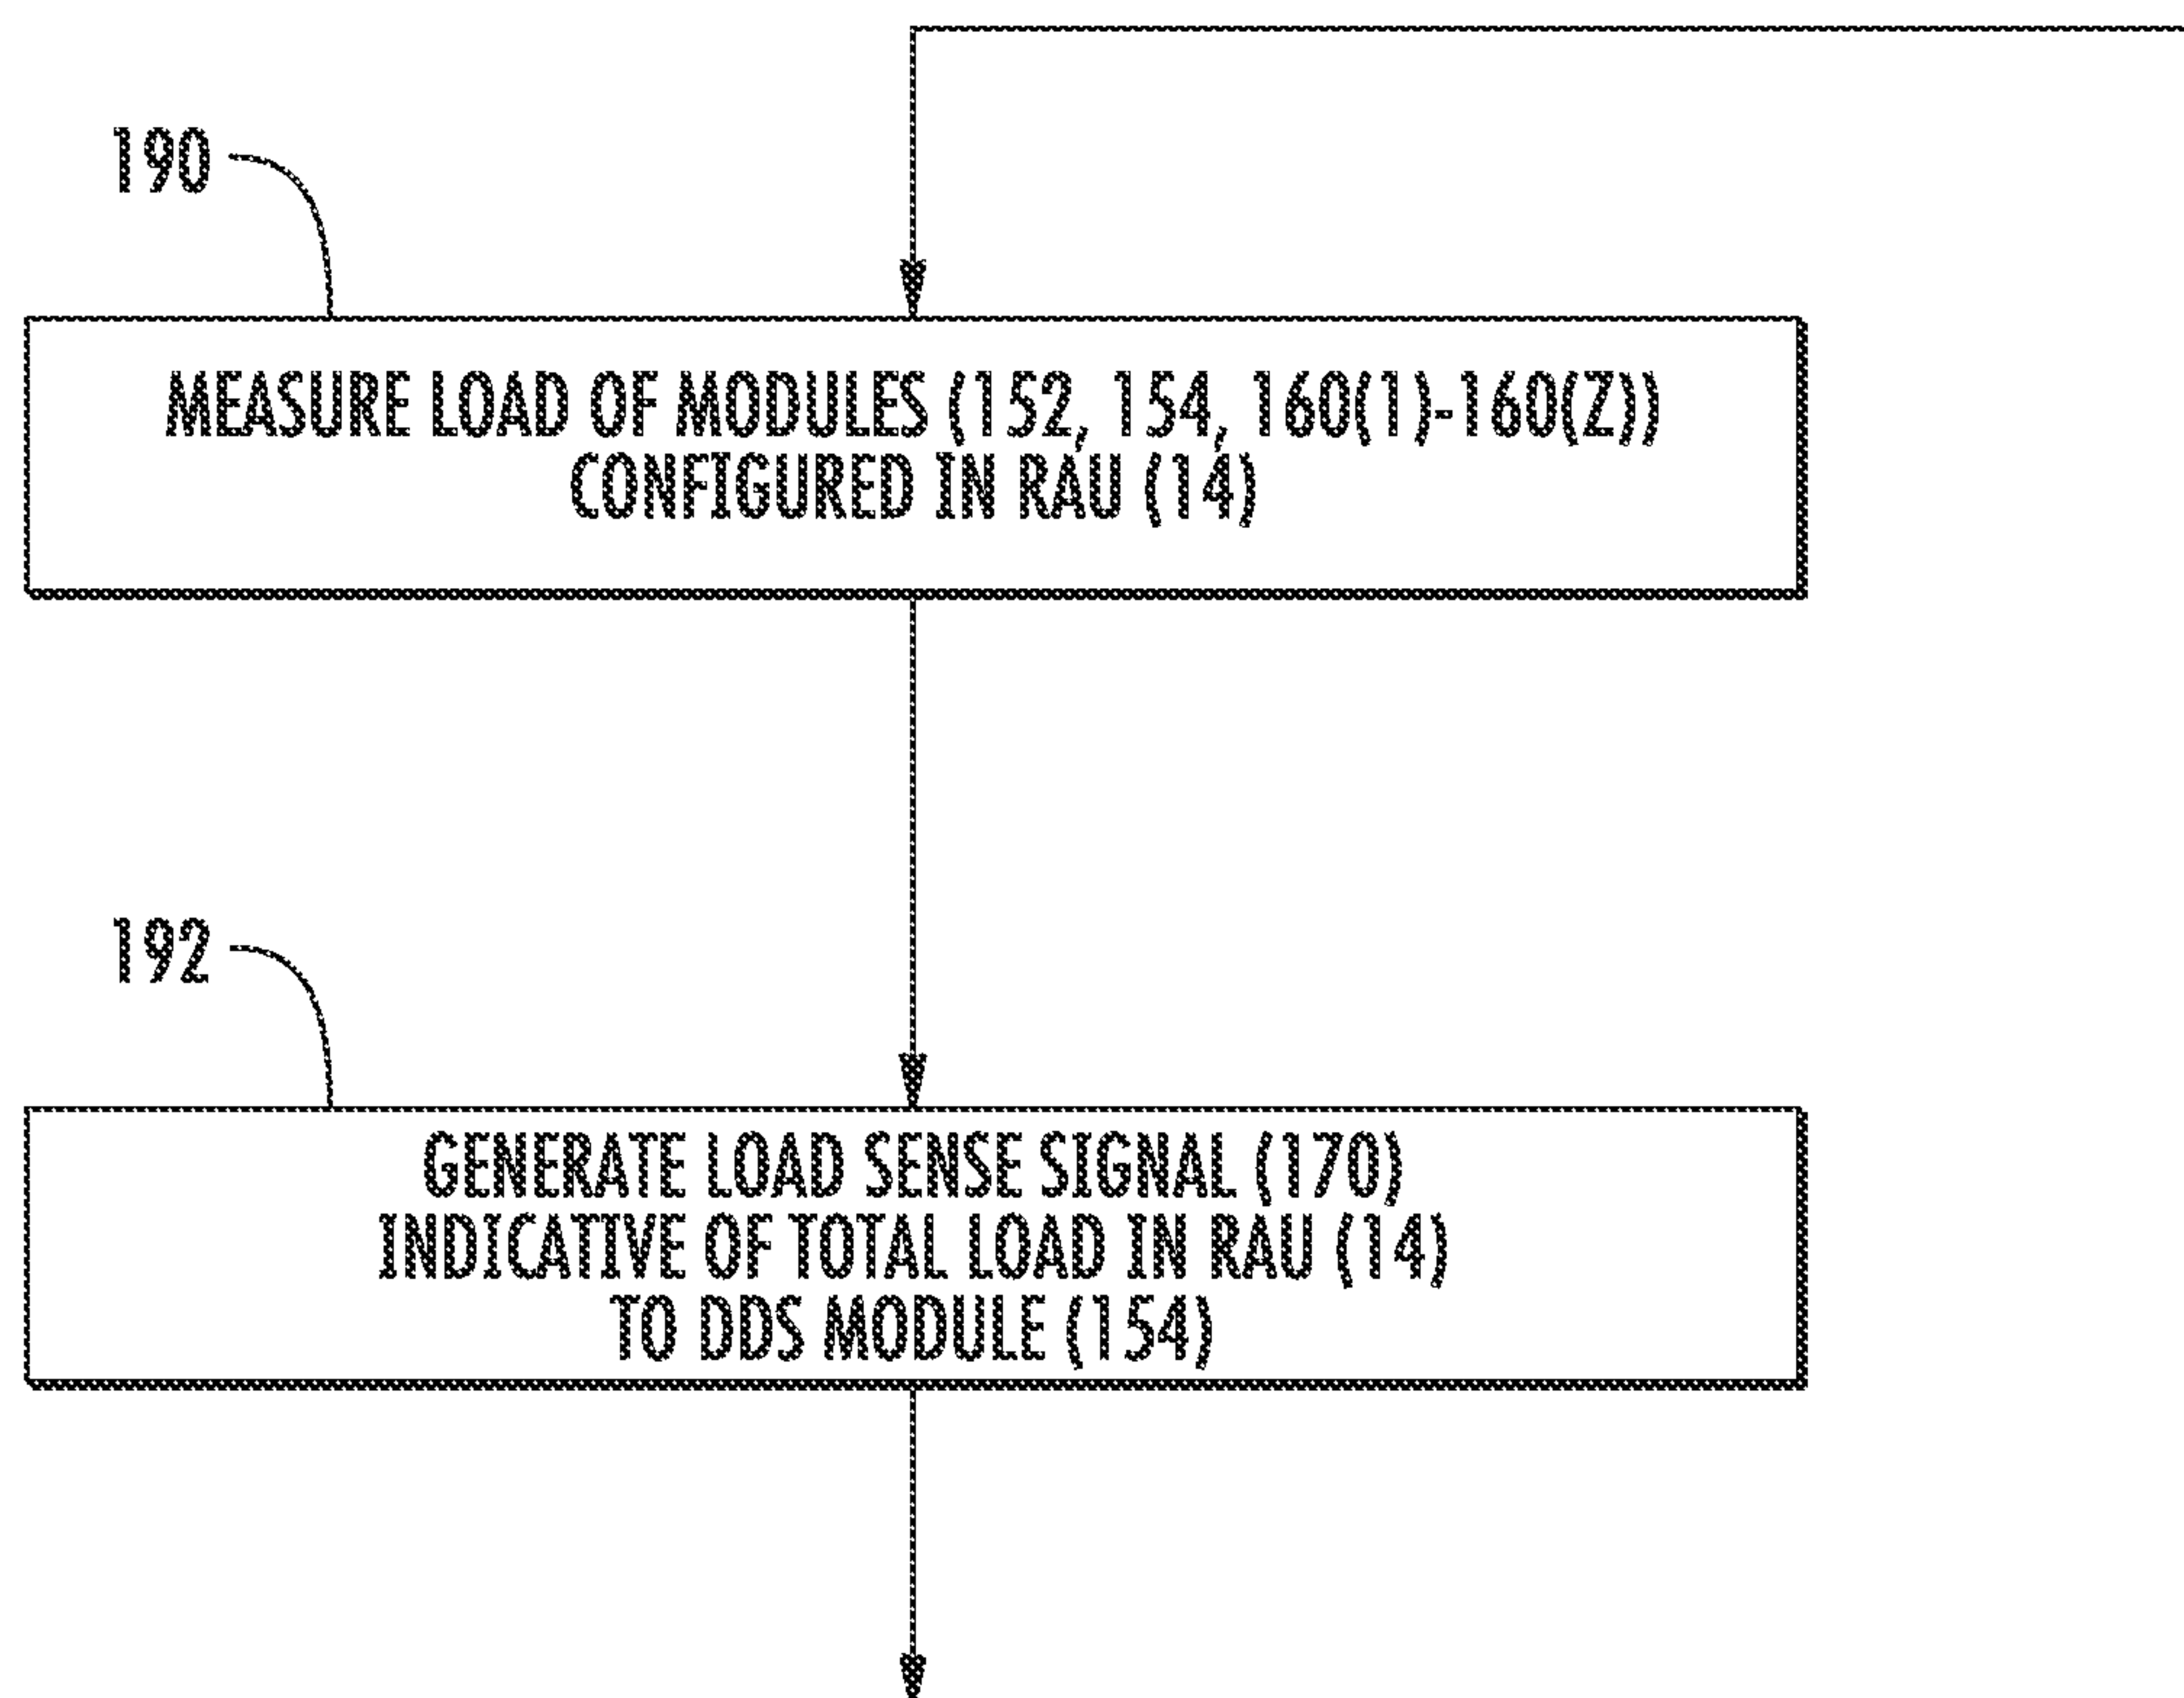 190
MEASURE LOAD OF MODULES (152, 154, 160(1)-160(Z))
CONFIGURED IN RAU (14)
192
GENERATE LOAD SENSE SIGNAL (170)
INDICATIVE OF TOTAL LOAD IN RAU (14)
TO DDS MODULE (154)